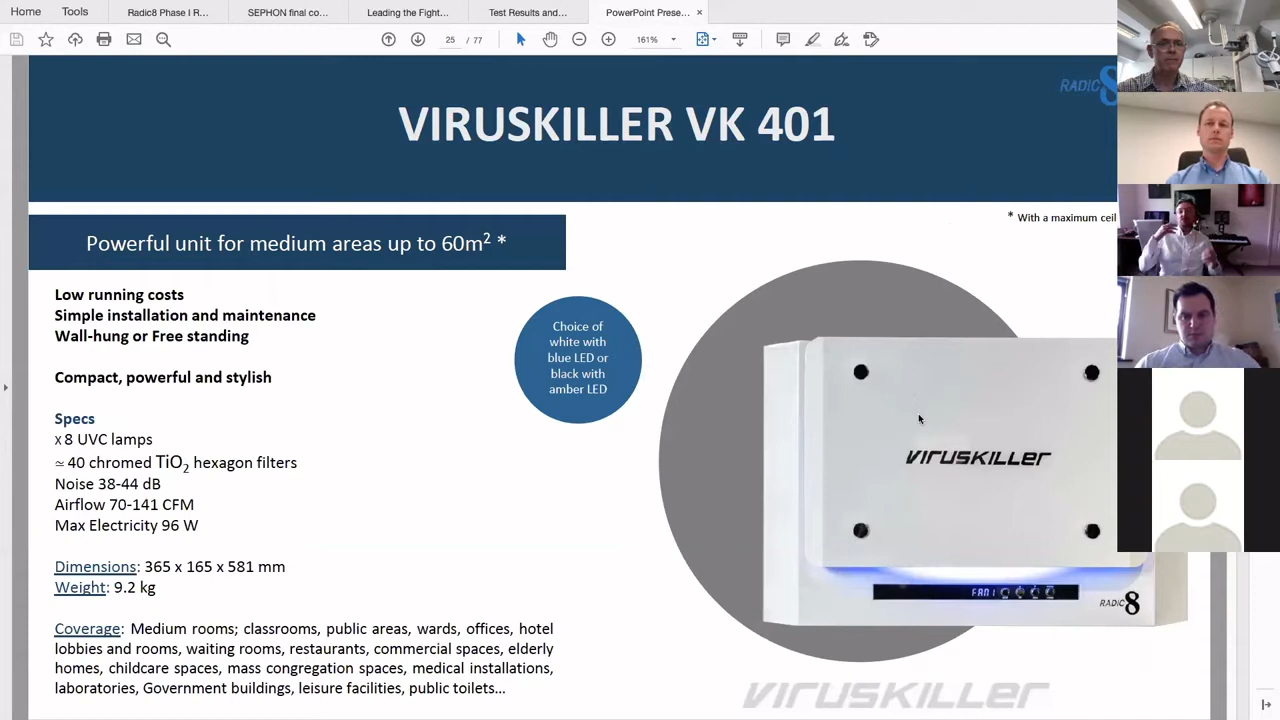 Home Tools Radic8 Phase I R... SEPHON final co... Leading the Fight... Test Results and... PowerPoint Prese... ×
25 / 77 161%
RADIC8
VIRUSKILLER VK 401
* With a maximum ceil
Powerful unit for medium areas up to 60m² *
Low running costs
Simple installation and maintenance
Wall-hung or Free standing
Compact, powerful and stylish
Choice of
white with
blue LED or
black with
amber LED
Specs
x 8 UVC lamps
≃ 40 chromed TiO₂ hexagon filters
Noise 38-44 dB
Airflow 70-141 CFM
Max Electricity 96 W
Dimensions: 365 x 165 x 581 mm
Weight: 9.2 kg
Coverage: Medium rooms; classrooms, public areas, wards, offices, hotel
lobbies and rooms, waiting rooms, restaurants, commercial spaces, elderly
homes, childcare spaces, mass congregation spaces, medical installations,
laboratories, Government buildings, leisure facilities, public toilets...
VIRUSKILLER
FAN1
RADIC8
VIRUSKILLER